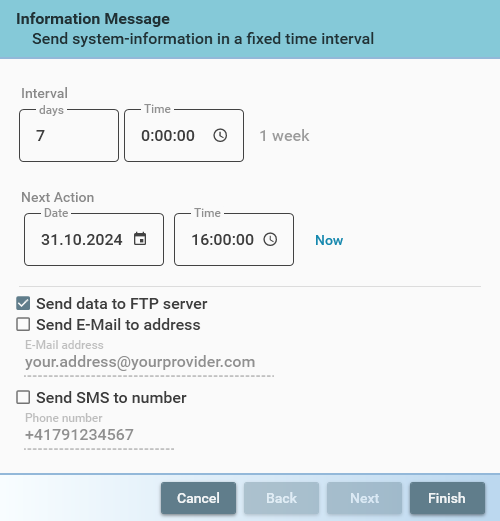 Information Message
Send system-information in a fixed time interval
Interval
days Time
7 0:00:00 1 week
Next Action
Date Time
31.10.2024 16:00:00 Now
Send data to FTP server
Send E-Mail to address
E-Mail address
your.address@yourprovider.com
Send SMS to number
Phone number
+41791234567
Cancel Back Next Finish